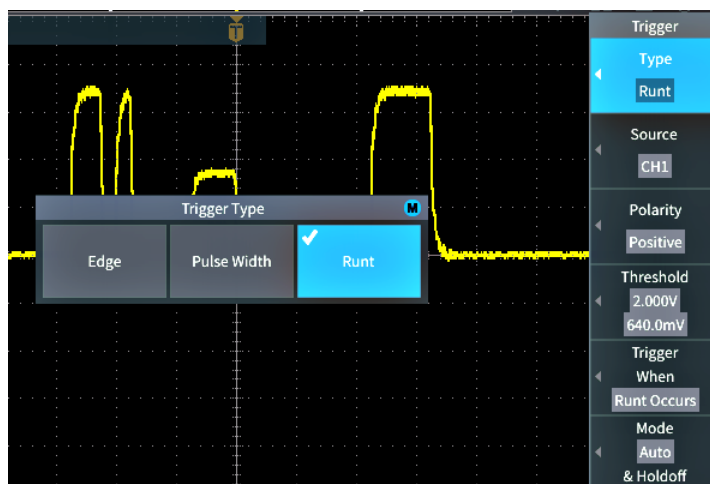 T
Trigger
Type
Runt
Source
CH1
Polarity
Positive
Threshold
2.000V
640.0mV
Trigger
When
Runt Occurs
Mode
Auto
& Holdoff
Trigger Type
M
Edge
Pulse Width
Runt